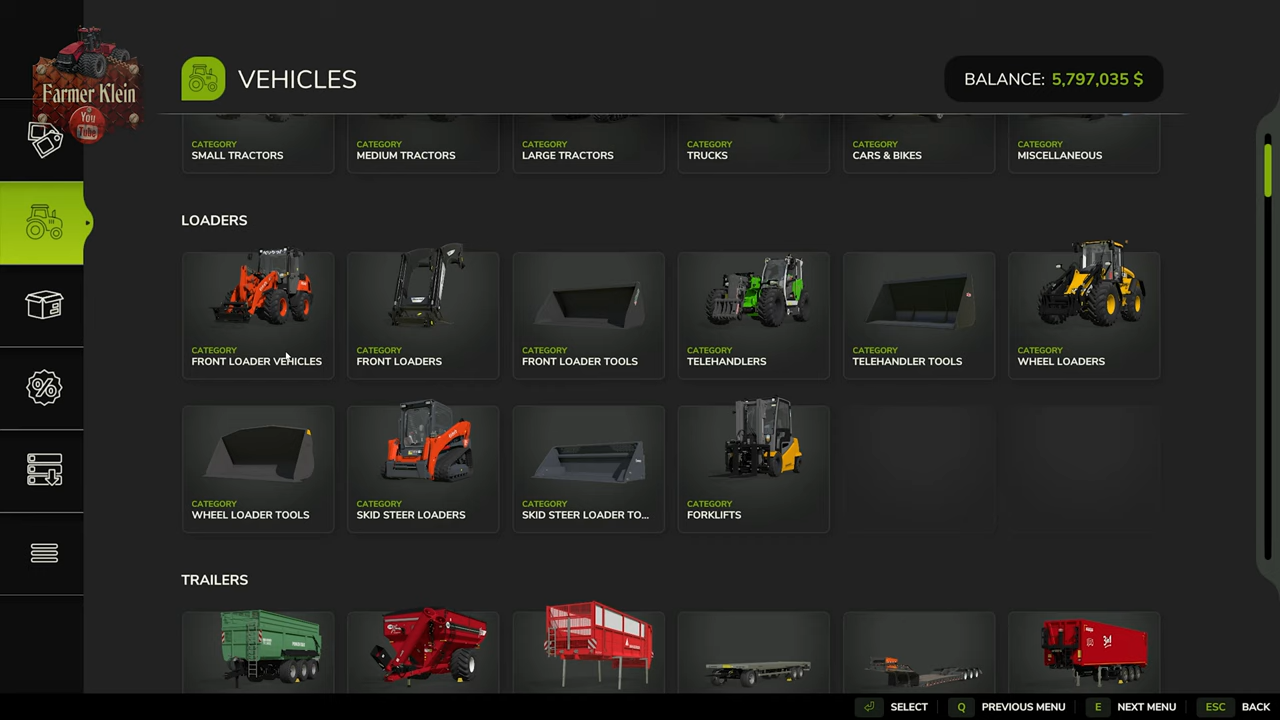 Farmer Klein
You
Tube
VEHICLES
BALANCE: 5,797,035 $
CATEGORY
SMALL TRACTORS
CATEGORY
MEDIUM TRACTORS
CATEGORY
LARGE TRACTORS
CATEGORY
TRUCKS
CATEGORY
CARS & BIKES
CATEGORY
MISCELLANEOUS
LOADERS
CATEGORY
FRONT LOADER VEHICLES
CATEGORY
FRONT LOADERS
CATEGORY
FRONT LOADER TOOLS
CATEGORY
TELEHANDLERS
CATEGORY
TELEHANDLER TOOLS
CATEGORY
WHEEL LOADERS
CATEGORY
WHEEL LOADER TOOLS
CATEGORY
SKID STEER LOADERS
CATEGORY
SKID STEER LOADER TO...
CATEGORY
FORKLIFTS
TRAILERS
SELECT
Q PREVIOUS MENU
E NEXT MENU
ESC BACK